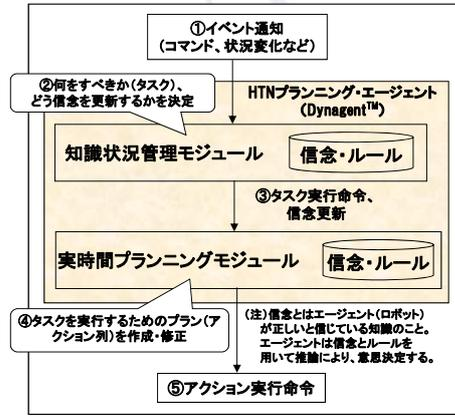 ①イベント通知
(コマンド、状況変化など)
②何をすべきか(タスク)、
どう信念を更新するかを決定
HTNプランニング・エージェント
(Dynagent™)
知識状況管理モジュール
信念・ルール
③タスク実行命令、
信念更新
実時間プランニングモジュール
信念・ルール
④タスクを実行するためのプラン(ア
クション列)を作成・修正
(注)信念とはエージェント(ロボット)
が正しいと信じている知識のこと。
エージェントは信念とルール
を用いて推論により、意思決定する。
⑤アクション実行命令